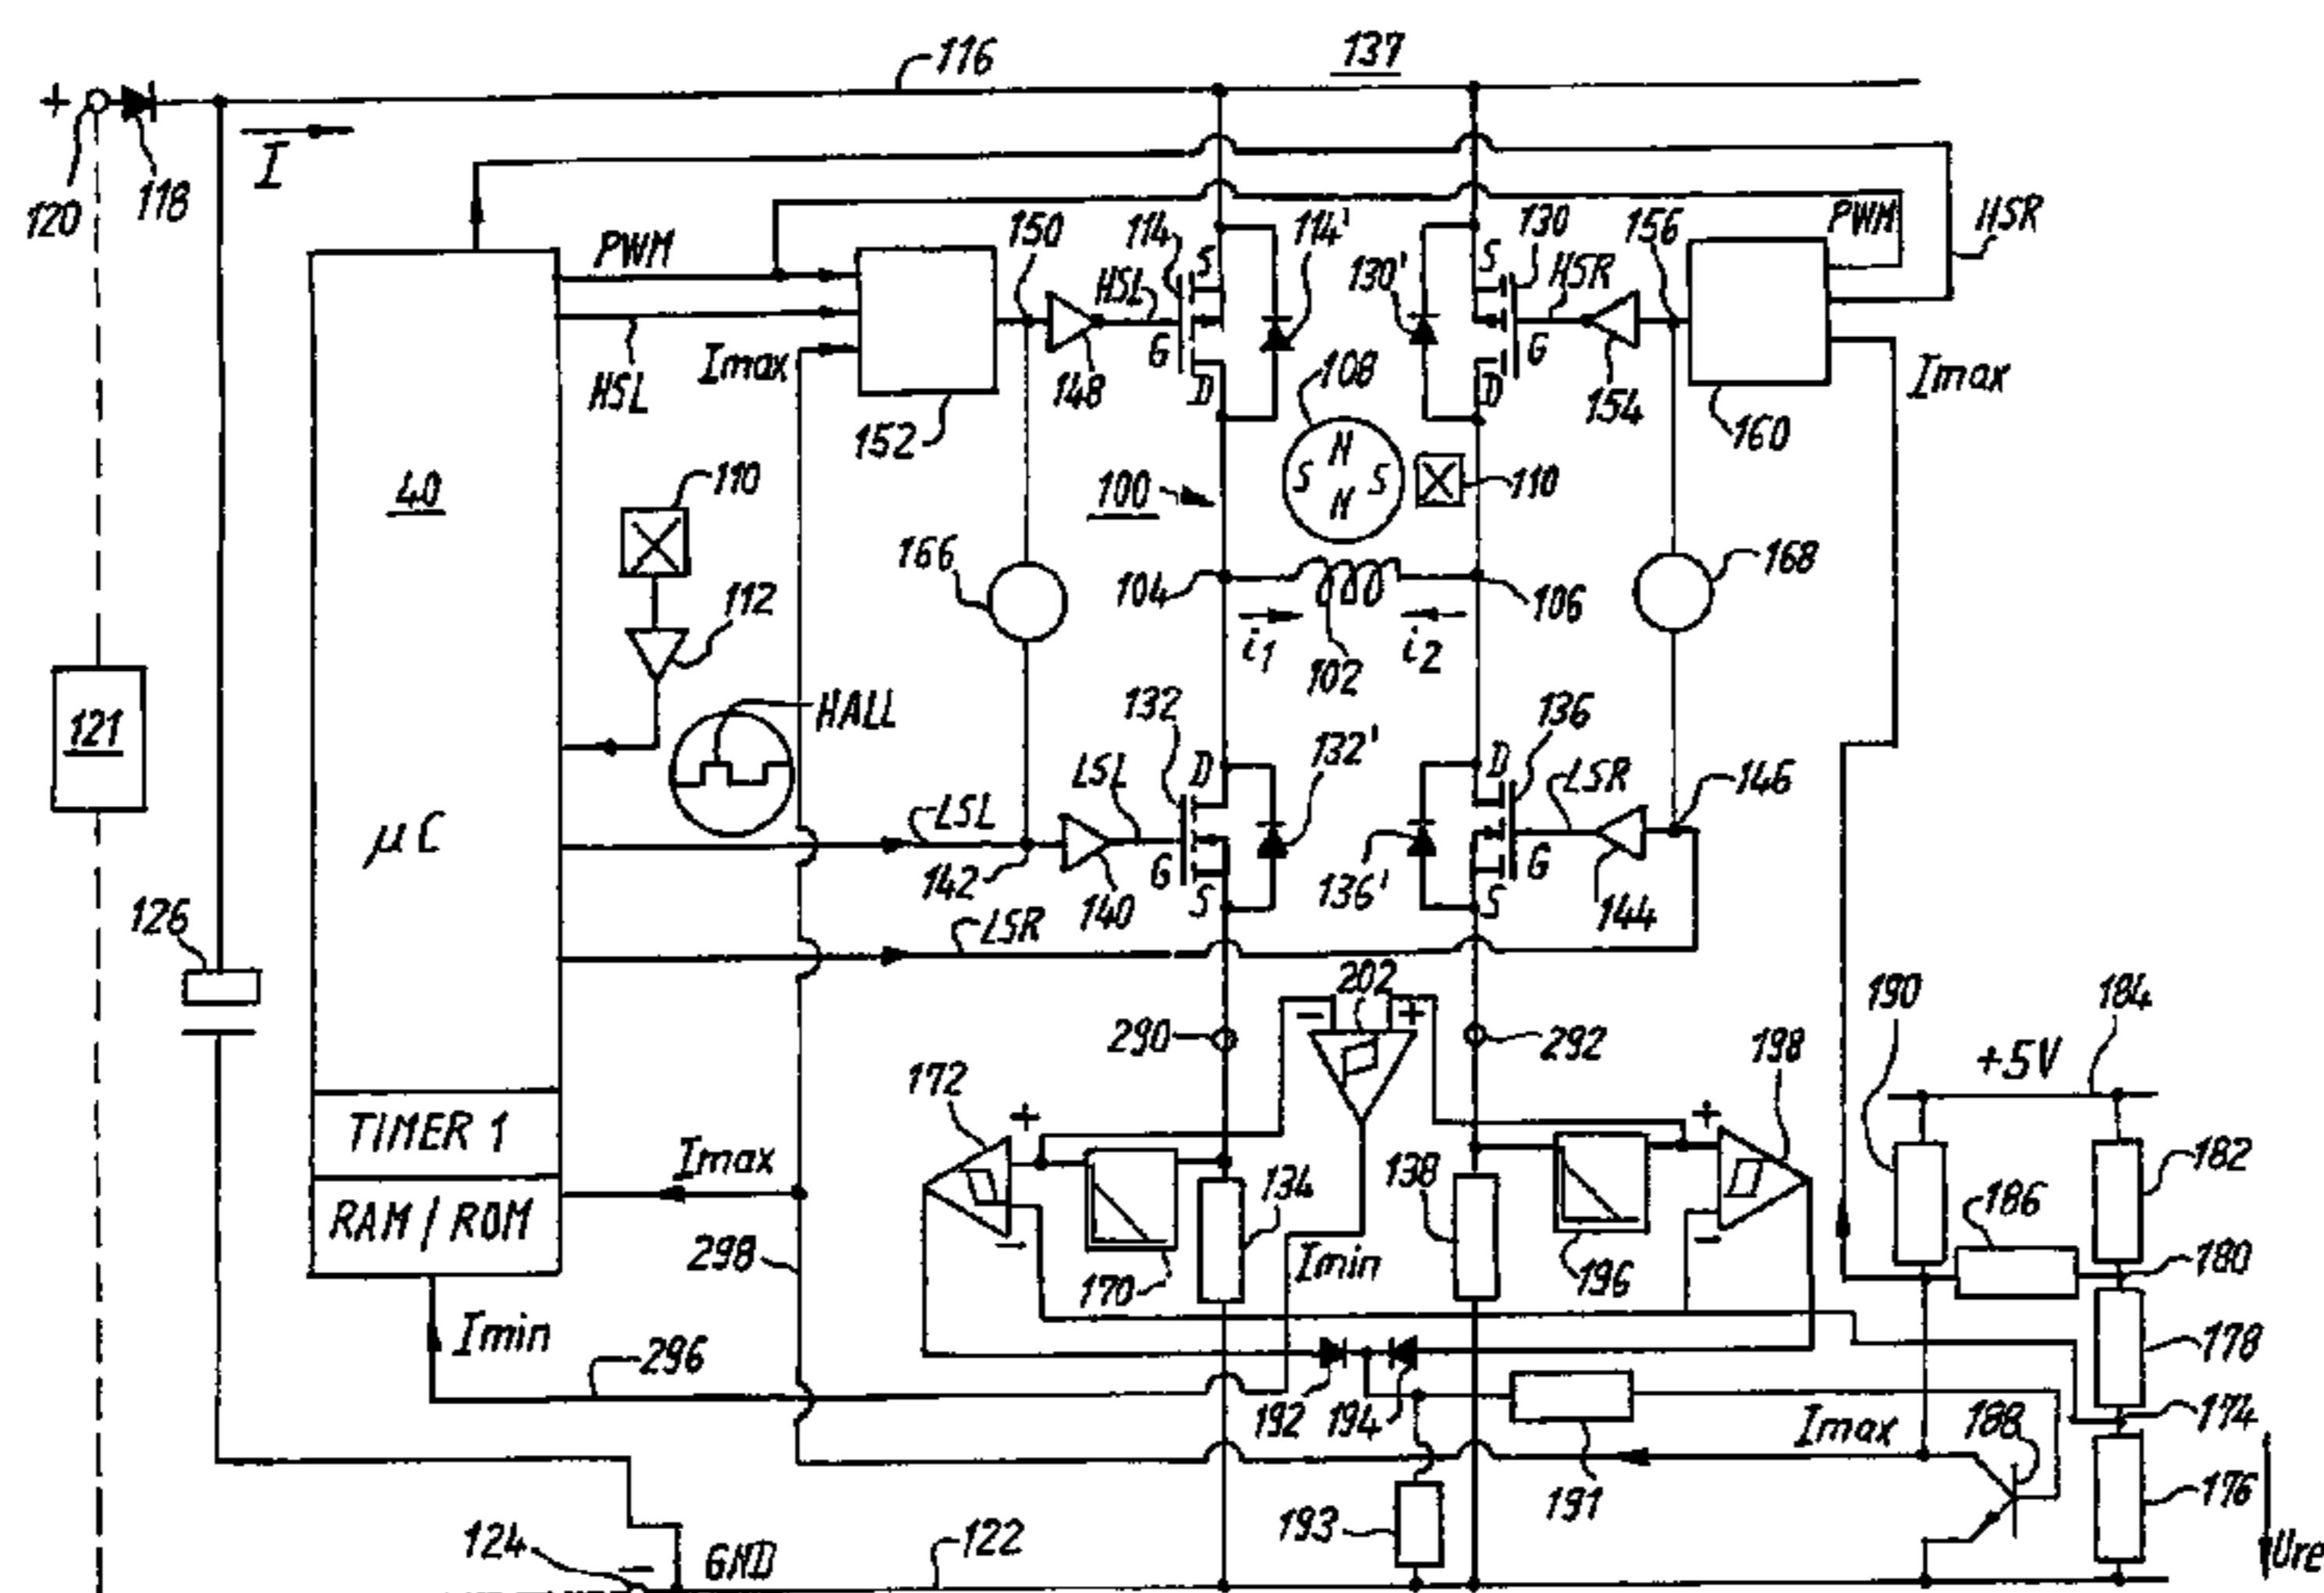 116
137
+
I
120
118
PWM
150
114
S
114'
HSL
G
D
148
130'
S
130
HSR
G
D
156
154
PWM
HSR
HSL
Imax
152
160
Imax
108
N
S S
N
40
110
100
110
166
104
106
168
112
i1
102
i2
121
HALL
132
D
132'
136
D
LSR
146
μC
LSL
LSL
142
140
G
S
136'
S
G
144
126
LSR
202
190
184
290
- +
292
198
+5V
172
+
+
TIMER 1
Imax
134
138
182
RAM / ROM
-
-
186
298
170
Imin
196
180
Imin
296
178
192
194
188
174
Imax
191
176
193
124
-
GND
122
Ure